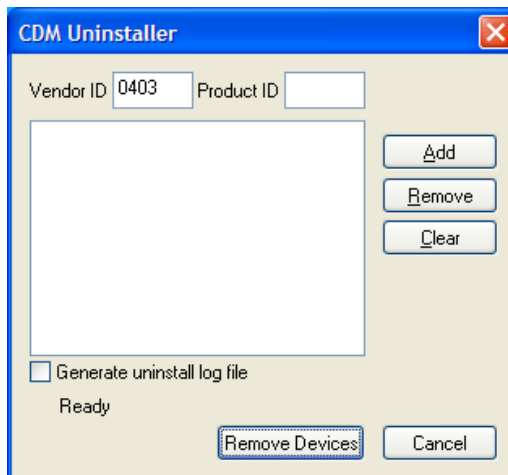 CDM Uninstaller
Vendor ID 0403 Product ID
Add
Remove
Clear
Generate uninstall log file
Ready
Remove Devices Cancel